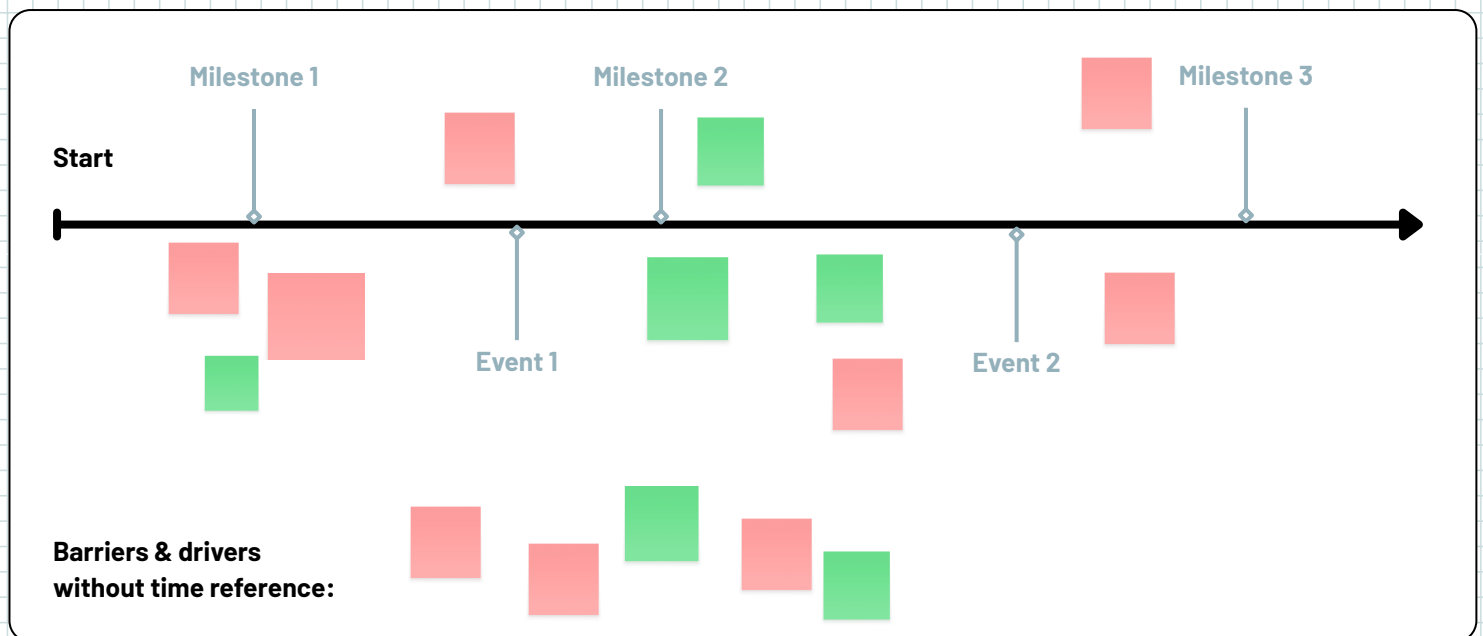 Milestone 1
Milestone 2
Milestone 3
Start
Event 1
Event 2
Barriers & drivers
without time reference: